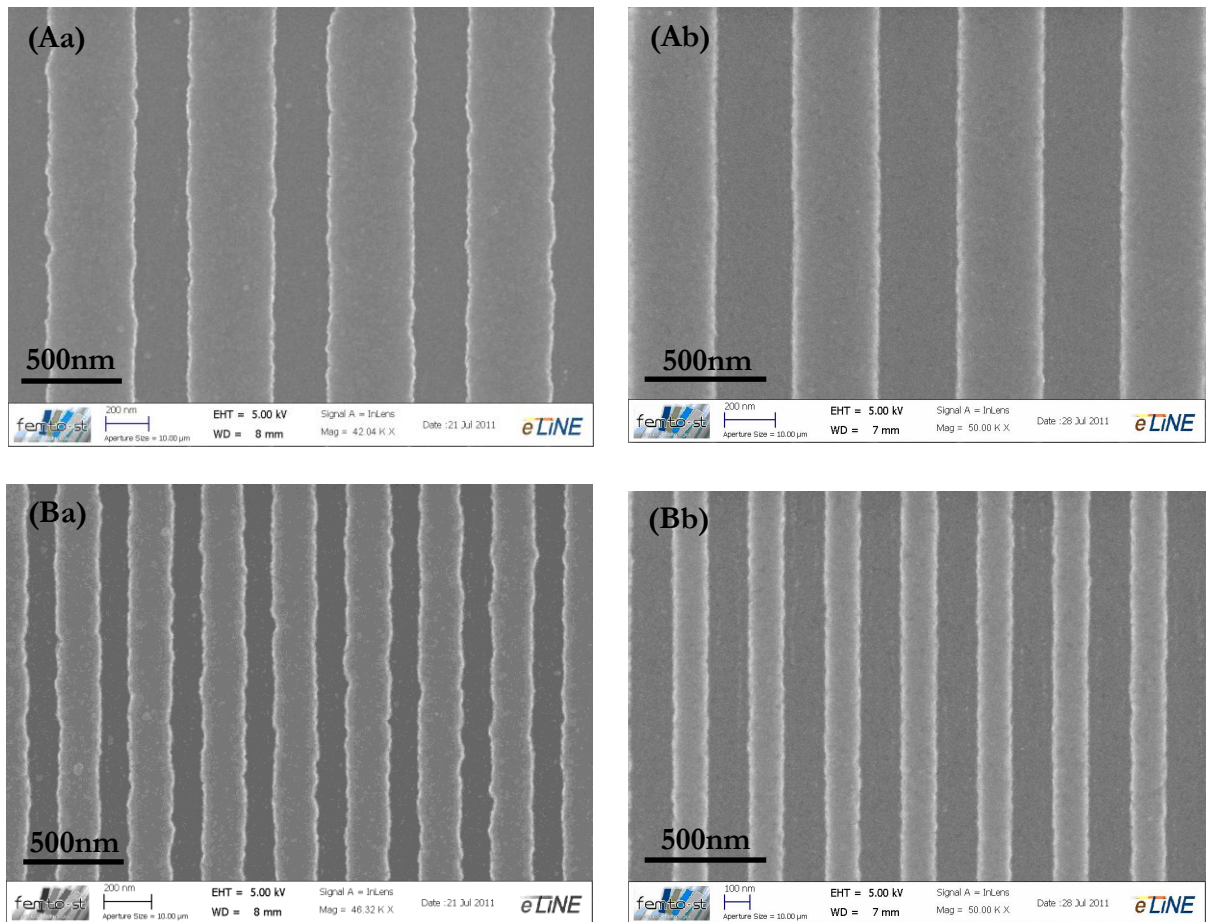 (Aa)
500nm
femto-st
200 nm
Aperture Size = 10.00 µm
EHT = 5.00 kV
WD = 8 mm
Signal A = InLens
Mag = 42.04 K X
Date :21 Jul 2011
eLiNE
(Ab)
500nm
femto-st
200 nm
Aperture Size = 10.00 µm
EHT = 5.00 kV
WD = 7 mm
Signal A = InLens
Mag = 50.00 K X
Date :28 Jul 2011
eLiNE
(Ba)
500nm
femto-st
200 nm
Aperture Size = 10.00 µm
EHT = 5.00 kV
WD = 8 mm
Signal A = InLens
Mag = 46.32 K X
Date :21 Jul 2011
eLiNE
(Bb)
500nm
femto-st
100 nm
Aperture Size = 10.00 µm
EHT = 5.00 kV
WD = 7 mm
Signal A = InLens
Mag = 50.00 K X
Date :28 Jul 2011
eLiNE